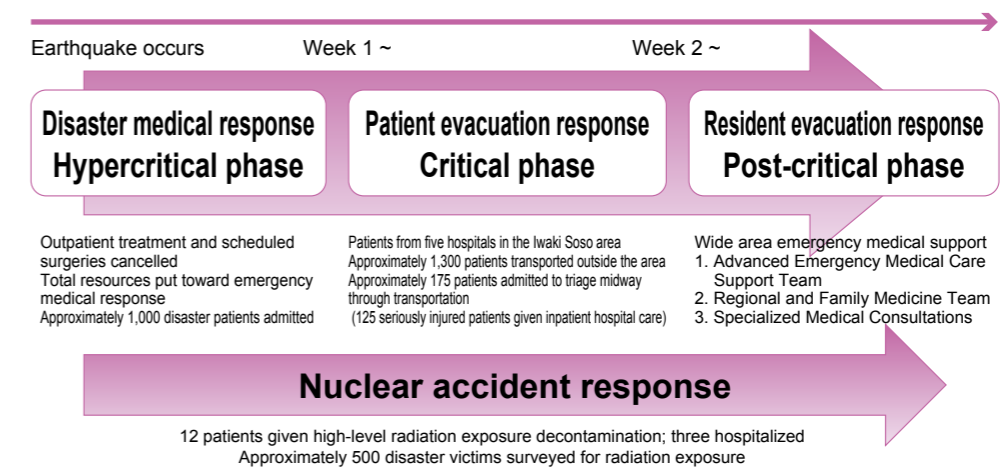 Earthquake occurs
Week 1 ~
Week 2 ~
Disaster medical response
Hypercritical phase
Patient evacuation response
Critical phase
Resident evacuation response
Post-critical phase
Outpatient treatment and scheduled
surgeries cancelled
Total resources put toward emergency
medical response
Approximately 1,000 disaster patients admitted
Patients from five hospitals in the Iwaki Soso area
Approximately 1,300 patients transported outside the area
Approximately 175 patients admitted to triage midway
through transportation
(125 seriously injured patients given inpatient hospital care)
Wide area emergency medical support
1. Advanced Emergency Medical Care
Support Team
2. Regional and Family Medicine Team
3. Specialized Medical Consultations
Nuclear accident response
12 patients given high-level radiation exposure decontamination; three hospitalized
Approximately 500 disaster victims surveyed for radiation exposure